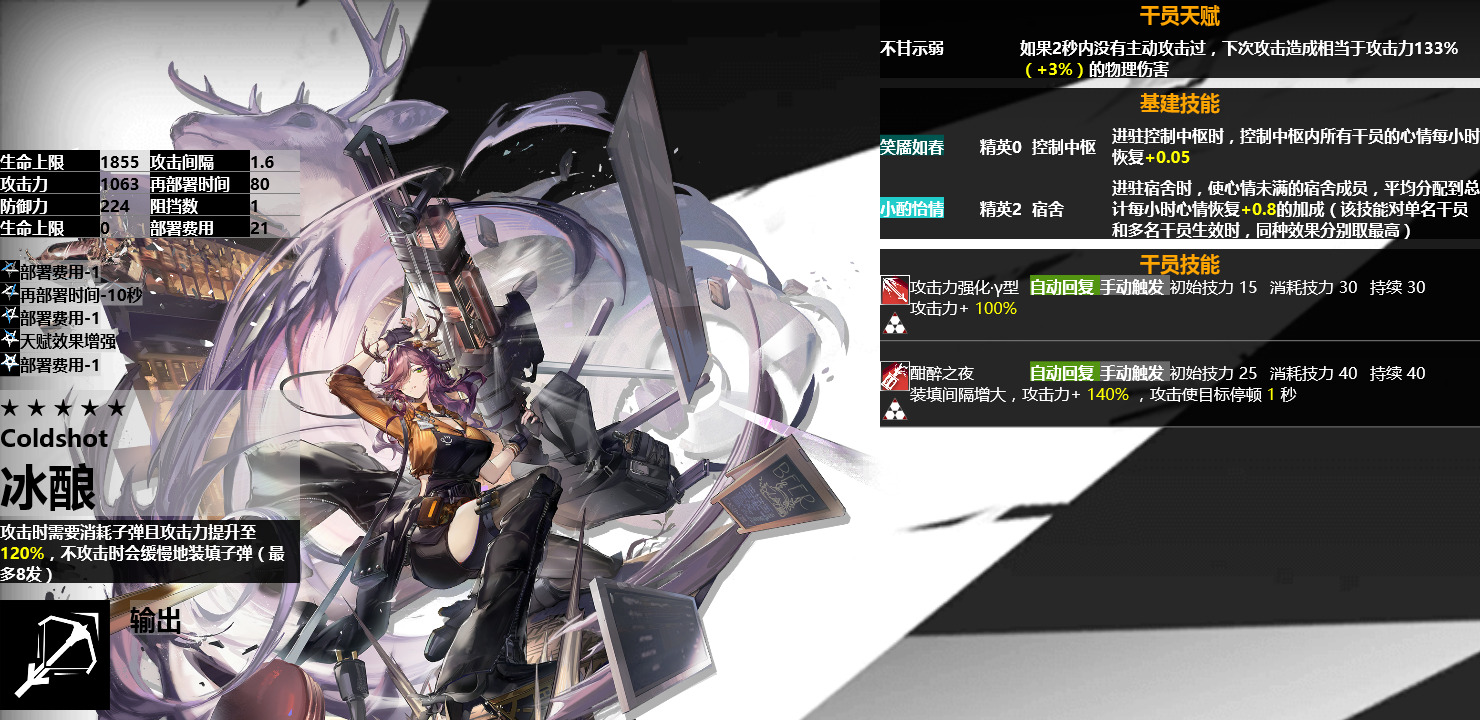 生命上限 1855 攻击间隔 1.6
攻击力 1063 再部署时间 80
防御力 224 阻挡数 1
生命上限 0 部署费用 21
部署费用-1
再部署时间-10秒
部署费用-1
天赋效果增强
部署费用-1
★ ★ ★ ★ ★
Coldshot
冰酿
攻击时需要消耗子弹且攻击力提升至
120%，不攻击时会缓慢地装填子弹（最
多8发）
输出
干员天赋
不甘示弱 如果2秒内没有主动攻击过，下次攻击造成相当于攻击力133%
（+3%）的物理伤害
基建技能
笑靥如春 精英0 控制中枢 进驻控制中枢时，控制中枢内所有干员的心情每小时
恢复+0.05
小酌怡情 精英2 宿舍 进驻宿舍时，使心情未满的宿舍成员，平均分配到总
计每小时心情恢复+0.8的加成（该技能对单名干员
和多名干员生效时，同种效果分别取最高）
干员技能
攻击力强化·γ型 自动回复 手动触发 初始技力 15 消耗技力 30 持续 30
攻击力+ 100%
酣醉之夜 自动回复 手动触发 初始技力 25 消耗技力 40 持续 40
装填间隔增大，攻击力+ 140% ，攻击使目标停顿 1 秒